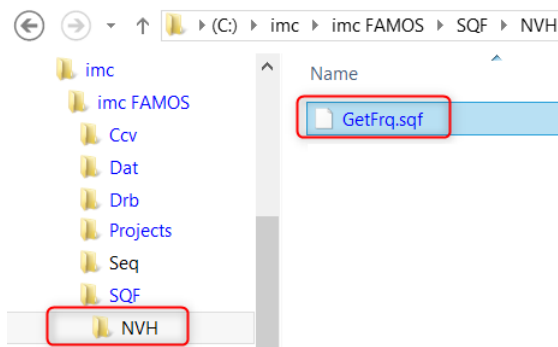 (C:) imc imc FAMOS SQF NVH
imc
imc FAMOS
Ccv
Dat
Drb
Projects
Seq
SQF
NVH
Name
GetFrq.sqf